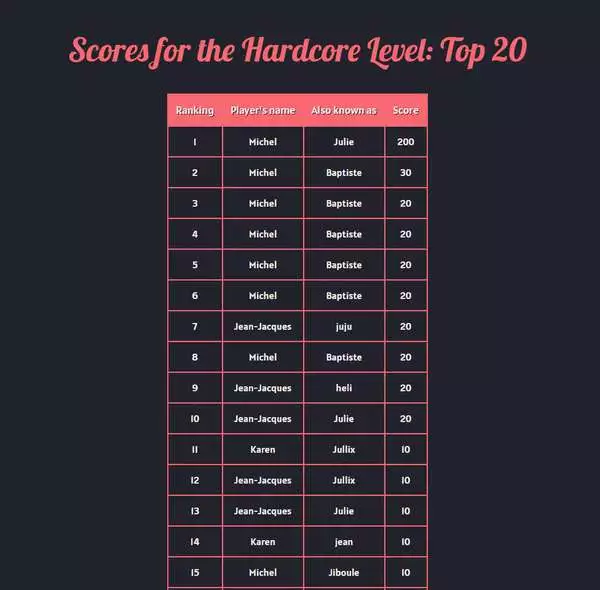 Scores for the Hardcore Level: Top 20
Ranking Player's name Also known as Score
1 Michel Julie 200
2 Michel Baptiste 30
3 Michel Baptiste 20
4 Michel Baptiste 20
5 Michel Baptiste 20
6 Michel Baptiste 20
7 Jean-Jacques juju 20
8 Michel Baptiste 20
9 Jean-Jacques heli 20
10 Jean-Jacques Julie 20
11 Karen Jullix 10
12 Jean-Jacques Jullix 10
13 Jean-Jacques Julie 10
14 Karen jean 10
15 Michel Jiboule 10